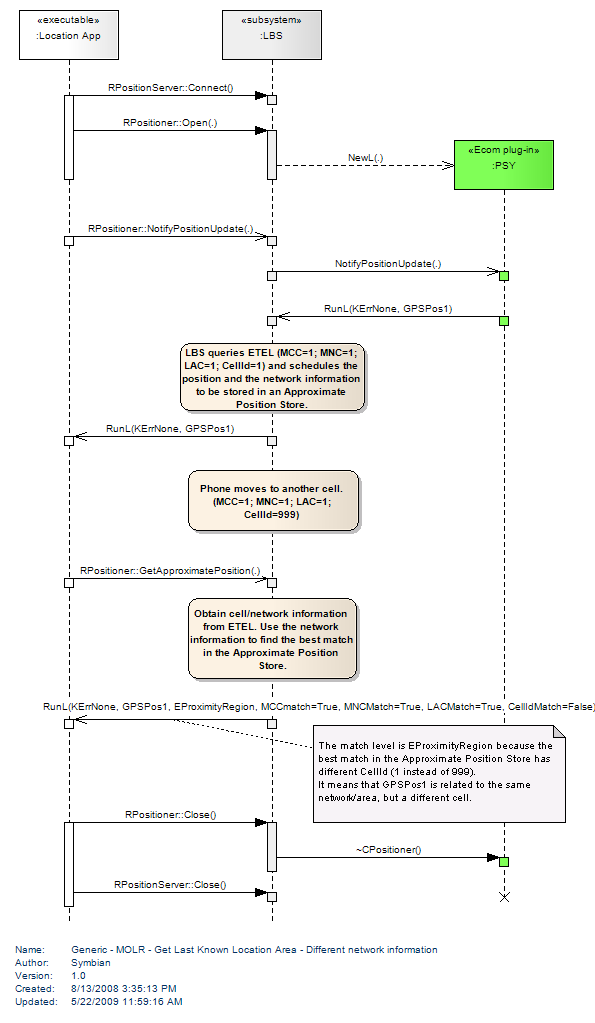 «executable»
:Location App
«subsystem»
:LBS
RPositionServer::Connect()
RPositioner::Open(.)
«Ecom plug-in»
:PSY
NewL(.)
RPositioner::NotifyPositionUpdate(.)
NotifyPositionUpdate(.)
RunL(KErrNone, GPSPos1)
LBS queries ETEL (MCC=1; MNC=1;
LAC=1; CellId=1) and schedules the
position and the network information
to be stored in an Approximate
Position Store.
RunL(KErrNone, GPSPos1)
Phone moves to another cell.
(MCC=1; MNC=1; LAC=1;
CellId=999)
RPositioner::GetApproximatePosition(.)
Obtain cell/network information
from ETEL. Use the network
information to find the best match
in the Approximate Position
Store.
RunL(KErrNone, GPSPos1, EProximityRegion, MCCmatch=True, MNCMatch=True, LACMatch=True, CellIdMatch=False)
The match level is EProximityRegion because the
best match in the Approximate Position Store has
different CellId (1 instead of 999).
It means that GPSPos1 is related to the same
network/area, but a different cell.
RPositioner::Close()
~CPositioner()
RPositionServer::Close()
Name: Generic - MOLR - Get Last Known Location Area - Different network information
Author: Symbian
Version: 1.0
Created: 8/13/2008 3:35:13 PM
Updated: 5/22/2009 11:59:16 AM